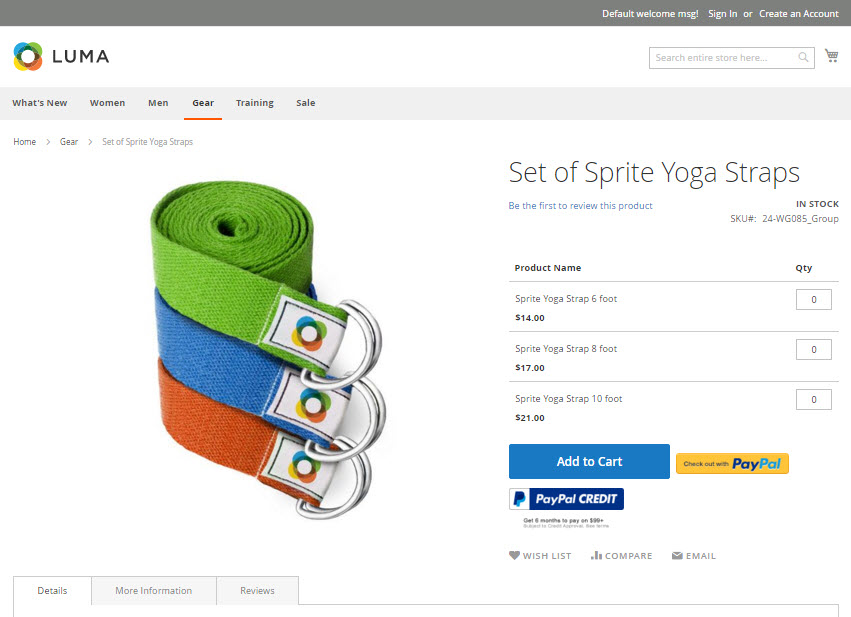 Default welcome msg! Sign In or Create an Account
LUMA
Search entire store here...
What's New Women Men Gear Training Sale
Home > Gear > Set of Sprite Yoga Straps
Set of Sprite Yoga Straps
Be the first to review this product
IN STOCK
SKU#: 24-WG085_Group
Product Name Qty
Sprite Yoga Strap 6 foot 0
$14.00
Sprite Yoga Strap 8 foot 0
$17.00
Sprite Yoga Strap 10 foot 0
$21.00
Add to Cart
Check out with PayPal
PayPal CREDIT
Get 6 months to pay on $99+
Subject to Credit Approval. See terms
WISH LIST COMPARE EMAIL
Details More Information Reviews